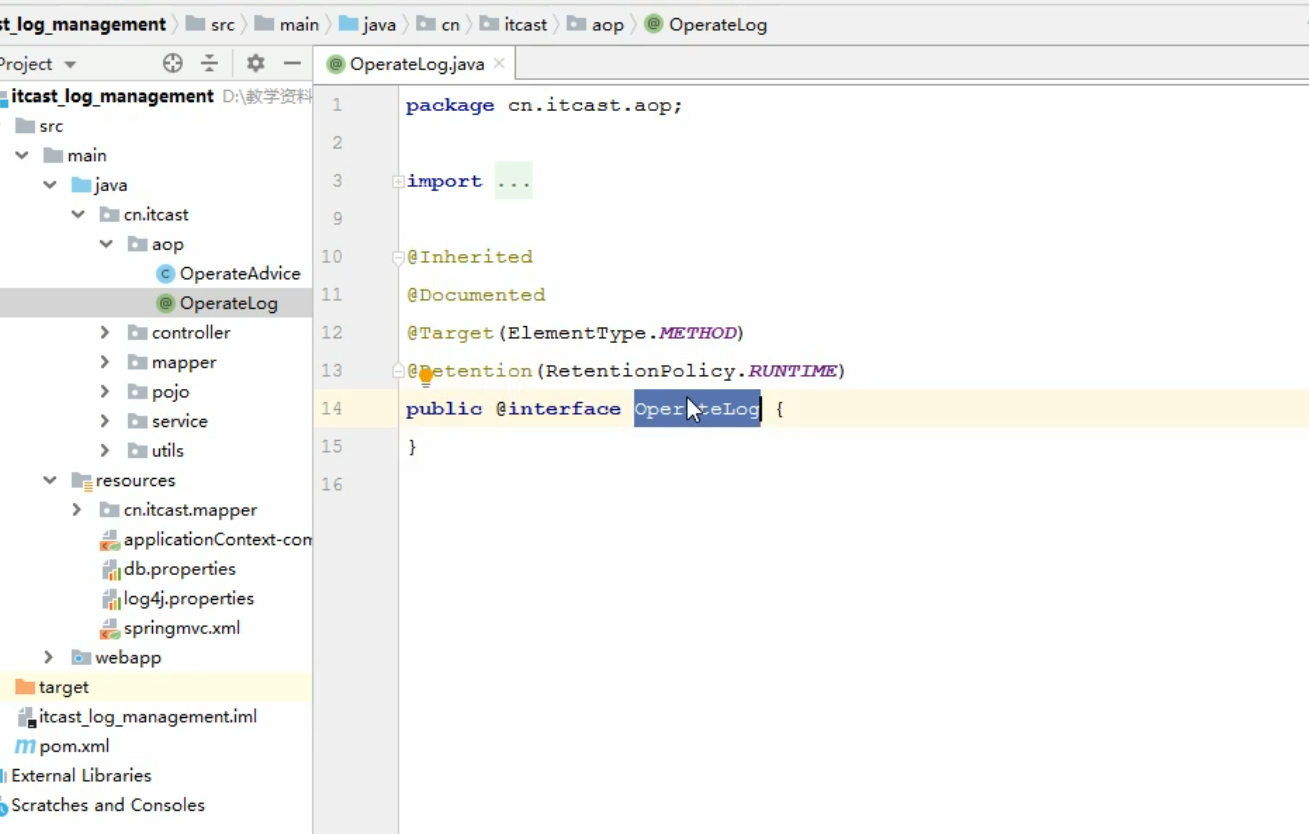 st_log_management src main java cn itcast aop OperateLog
Project
OperateLog.java
itcast_log_management D:\教学资料
src
main
java
cn.itcast
aop
OperateAdvice
OperateLog
controller
mapper
pojo
service
utils
resources
cn.itcast.mapper
applicationContext-com
db.properties
log4j.properties
springmvc.xml
webapp
target
itcast_log_management.iml
pom.xml
External Libraries
Scratches and Consoles
1 package cn.itcast.aop;
2
3 import ...
9
10 @Inherited
11 @Documented
12 @Target(ElementType.METHOD)
13 @Retention(RetentionPolicy.RUNTIME)
14 public @interface OperateLog {
15 }
16